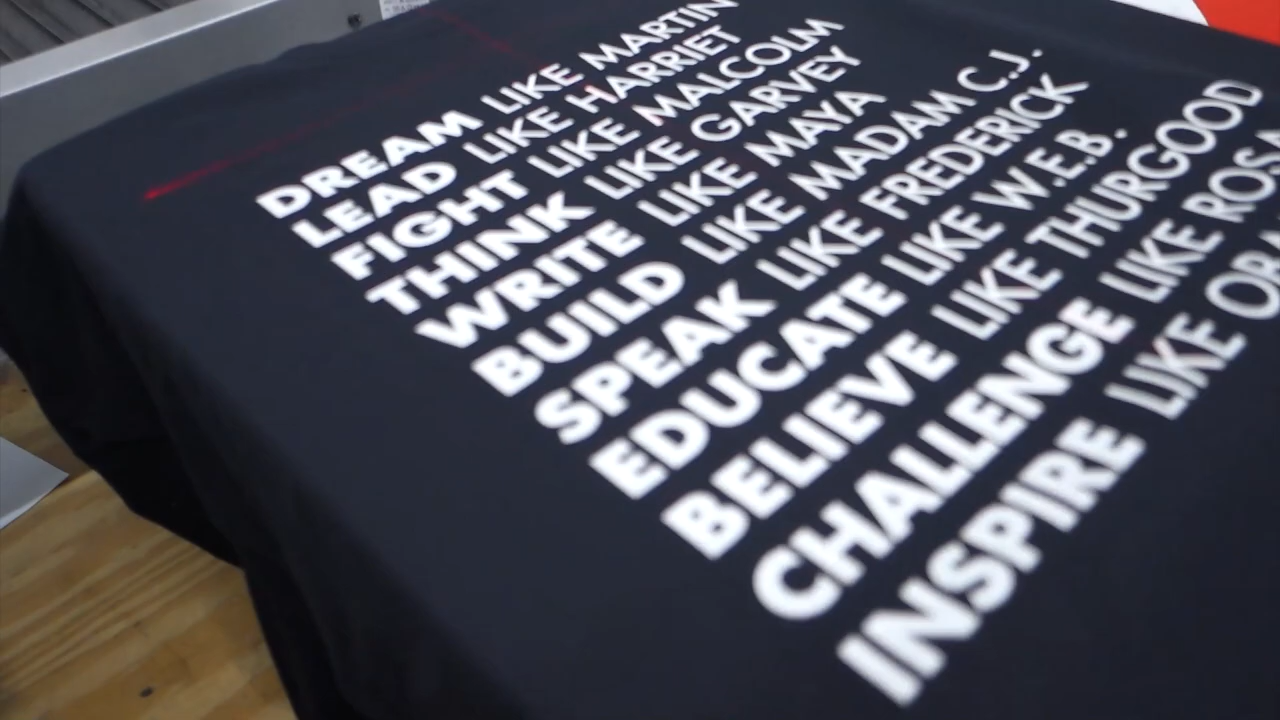 DREAM LIKE MARTIN
LEAD LIKE HARRIET
FIGHT LIKE MALCOLM
THINK LIKE GARVEY
WRITE LIKE MAYA
BUILD LIKE MADAM C.J.
SPEAK LIKE FREDERICK
EDUCATE LIKE W.E.B.
BELIEVE LIKE THURGOOD
CHALLENGE LIKE ROSA
INSPIRE LIKE